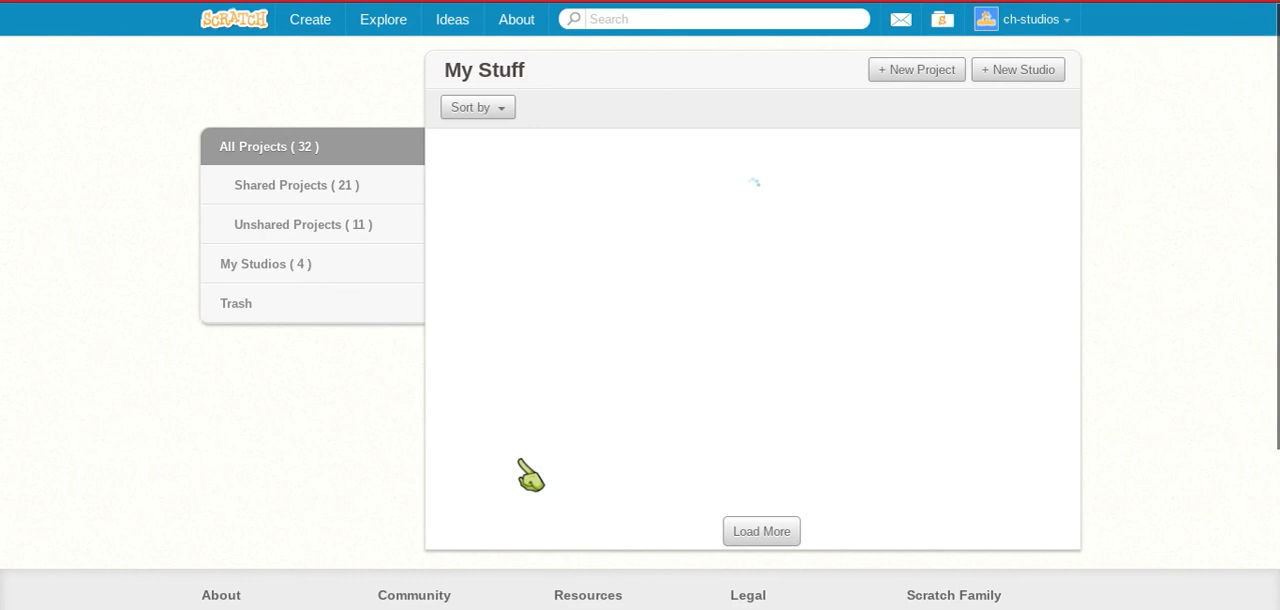 SCRATCH Create Explore Ideas About Search S ch-studios
My Stuff + New Project + New Studio
Sort by
All Projects ( 32 )
Shared Projects ( 21 )
Unshared Projects ( 11 )
My Studios ( 4 )
Trash
Load More
About Community Resources Legal Scratch Family